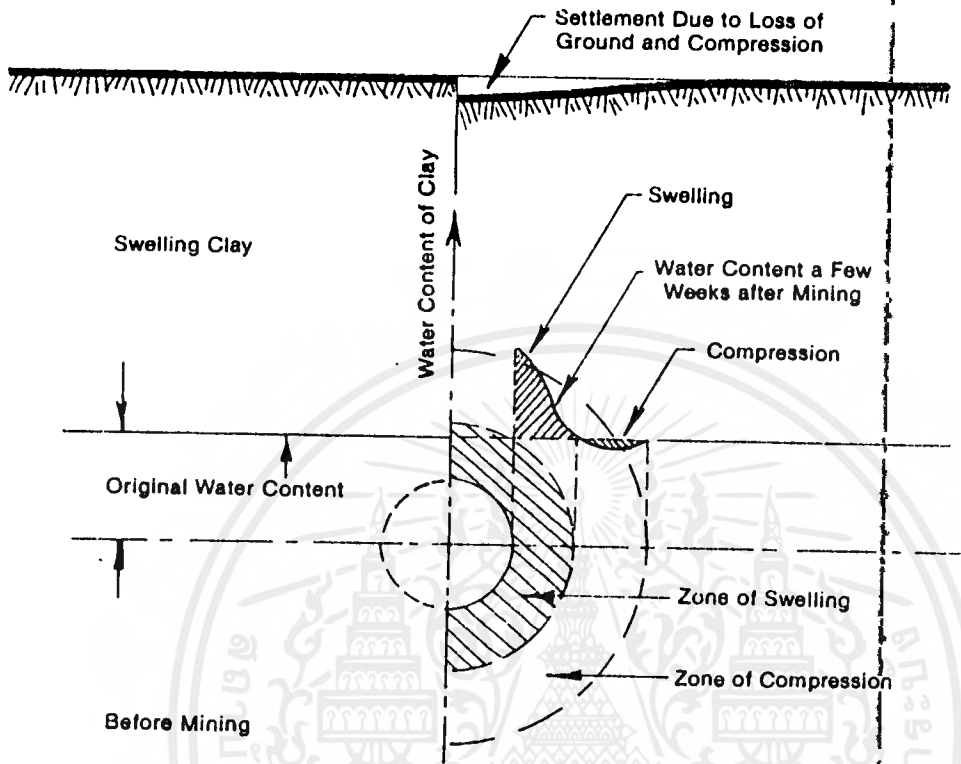 Settlement Due to Loss of
Ground and Compression
Water Content of Clay
Swelling
Swelling Clay
Water Content a Few
Weeks after Mining
Compression
Original Water Content
Zone of Swelling
Zone of Compression
Before Mining